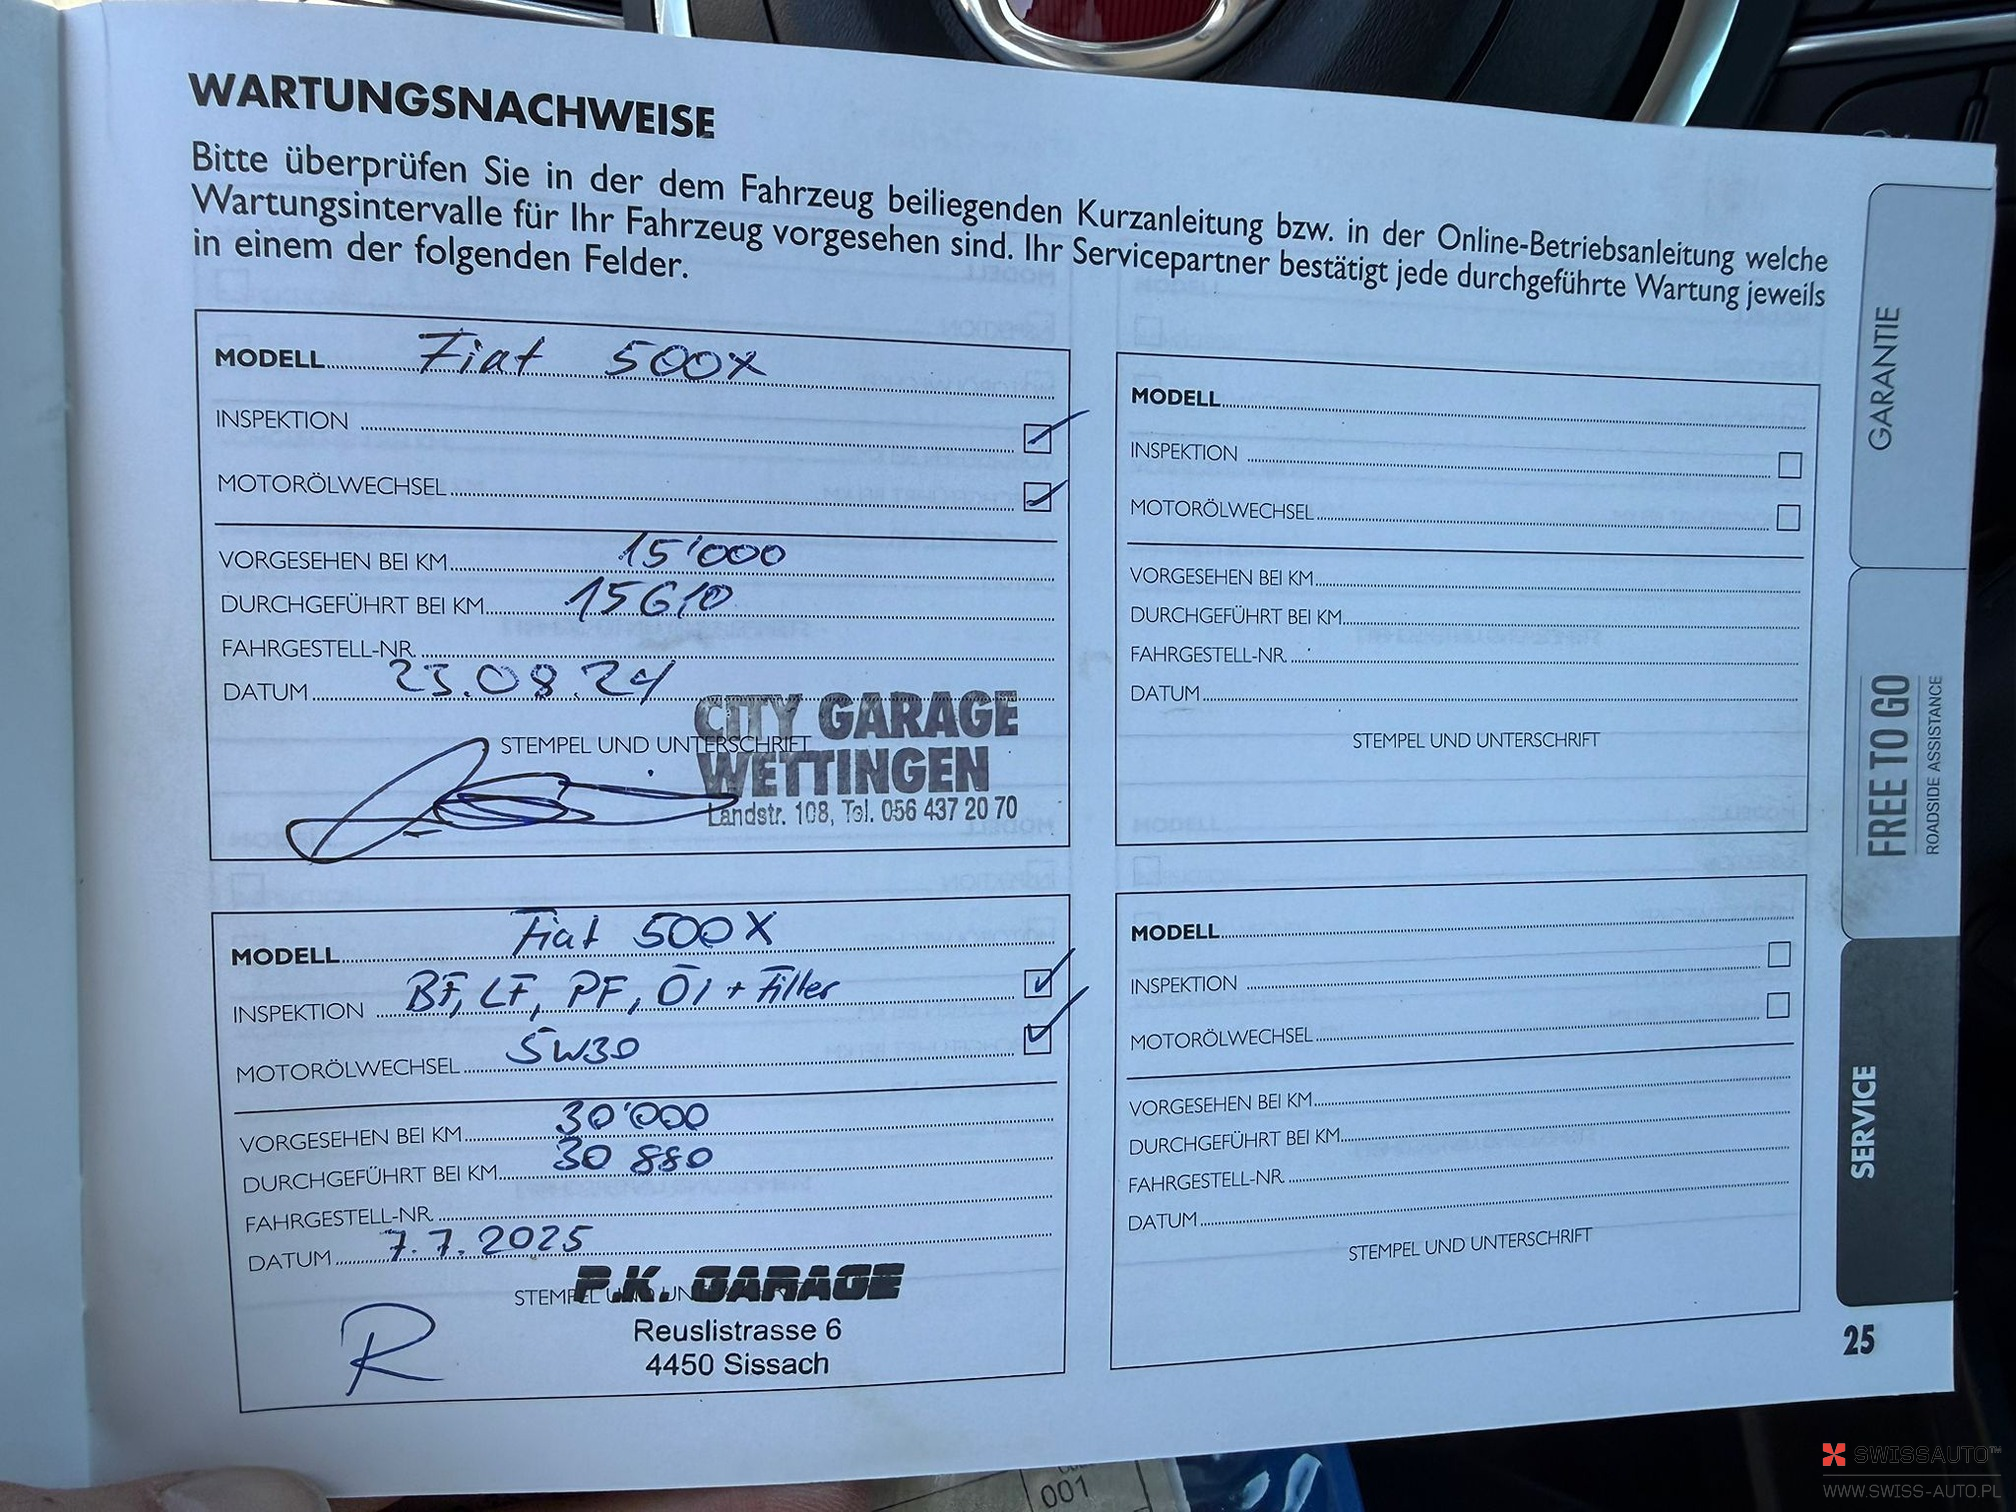 WARTUNGSNACHWEISE
Bitte überprüfen Sie in der dem Fahrzeug beiliegenden Kurzanleitung bzw. in der Online-Betriebsanleitung welche
Wartungsintervalle für Ihr Fahrzeug vorgesehen sind. Ihr Servicepartner bestätigt jede durchgeführte Wartung jeweils
in einem der folgenden Felder.
MODELL Fiat 500X
INSPEKTION
MOTORÖLWECHSEL
VORGESEHEN BEI KM 15'000
DURCHGEFÜHRT BEI KM 15610
FAHRGESTELL-NR.
DATUM 23.08.24
STEMPEL UND UNTERSCHRIFT
CITY GARAGE
WETTINGEN
Landstr. 108, Tel. 056 437 20 70
MODELL Fiat 500X
INSPEKTION BF, LF, PF, Öl + Filter
MOTORÖLWECHSEL 5W30
VORGESEHEN BEI KM 30'000
DURCHGEFÜHRT BEI KM 30 880
FAHRGESTELL-NR.
DATUM 7.7.2025
STEMPEL UND UNTERSCHRIFT
P.K. GARAGE
Reuslistrasse 6
4450 Sissach
R
MODELL
INSPEKTION
MOTORÖLWECHSEL
VORGESEHEN BEI KM
DURCHGEFÜHRT BEI KM
FAHRGESTELL-NR.
DATUM
STEMPEL UND UNTERSCHRIFT
MODELL
INSPEKTION
MOTORÖLWECHSEL
VORGESEHEN BEI KM
DURCHGEFÜHRT BEI KM
FAHRGESTELL-NR.
DATUM
STEMPEL UND UNTERSCHRIFT
GARANTIE
FREE TO GO
ROADSIDE ASSISTANCE
SERVICE
25
001
SWISSAUTO™
WWW.SWISS-AUTO.PL